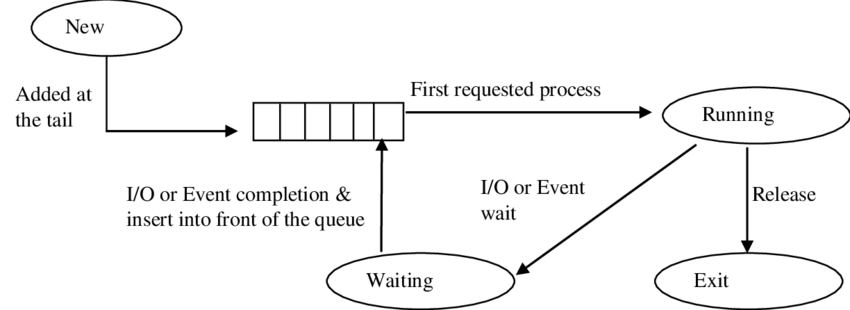 New
Added at
the tail
First requested process
Running
I/O or Event completion &
insert into front of the queue
I/O or Event
wait
Release
Waiting
Exit